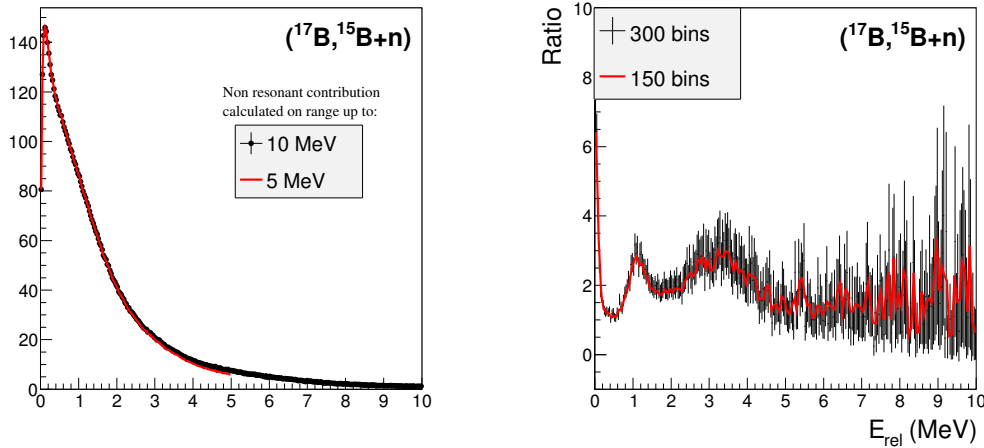 (¹⁷B,¹⁵B+n)
Non resonant contribution
calculated on range up to:
10 MeV
5 MeV
140
120
100
80
60
40
20
0
0 1 2 3 4 5 6 7 8 9 10
Ratio
(¹⁷B,¹⁵B+n)
300 bins
150 bins
10
8
6
4
2
0
0 1 2 3 4 5 6 7 8 9 10
E_rel (MeV)